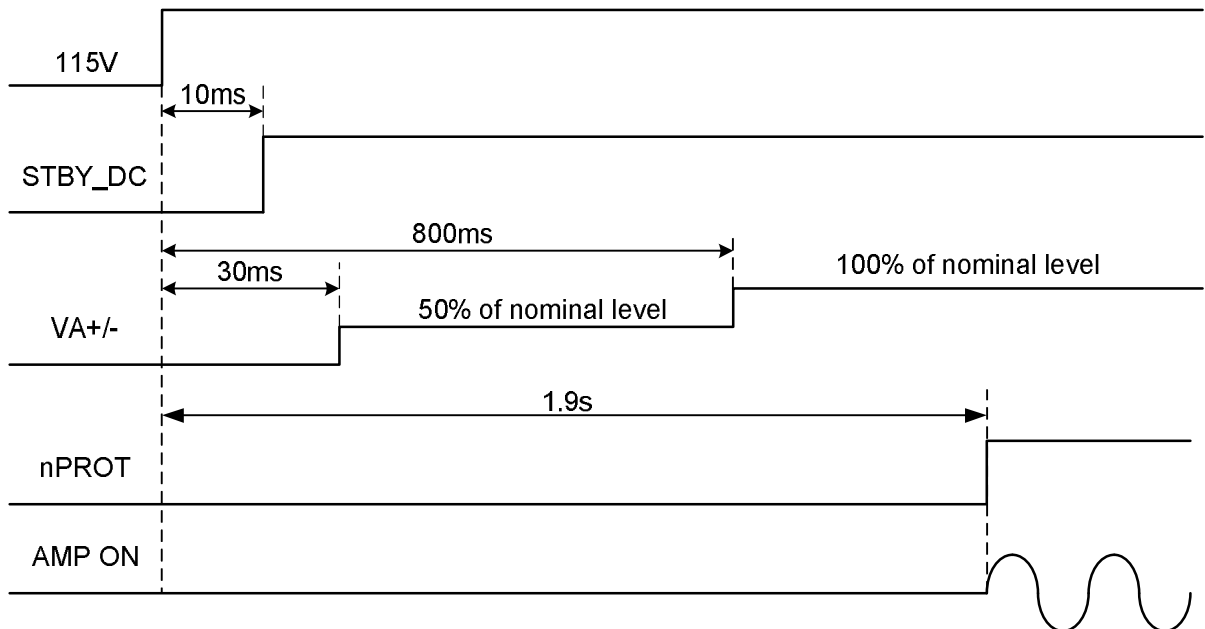 115V
10ms
STBY_DC
800ms
30ms
100% of nominal level
50% of nominal level
VA+/-
1.9s
nPROT
AMP ON